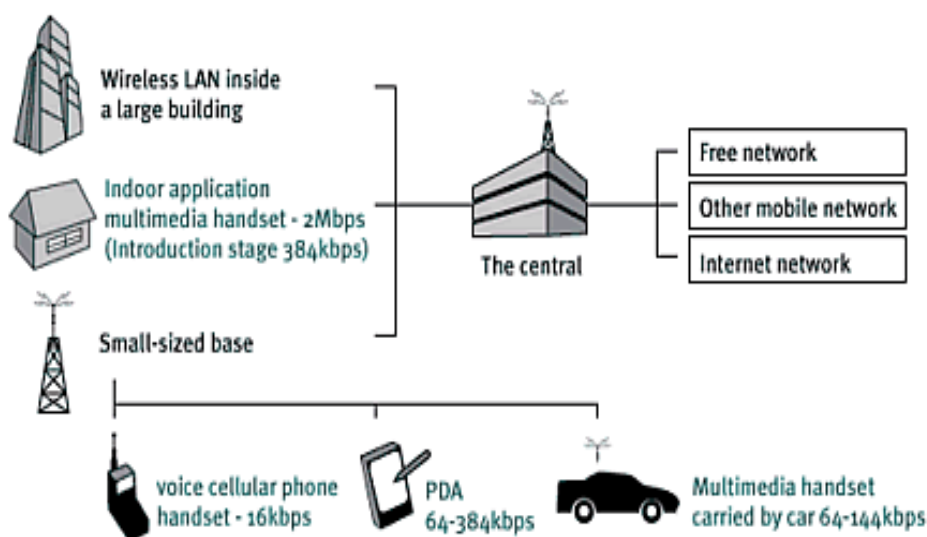 Wireless LAN inside
a large building
Indoor application
multimedia handset - 2Mbps
(Introduction stage 384kbps)
Small-sized base
The central
Free network
Other mobile network
Internet network
voice cellular phone
handset - 16kbps
PDA
64-384kbps
Multimedia handset
carried by car 64-144kbps